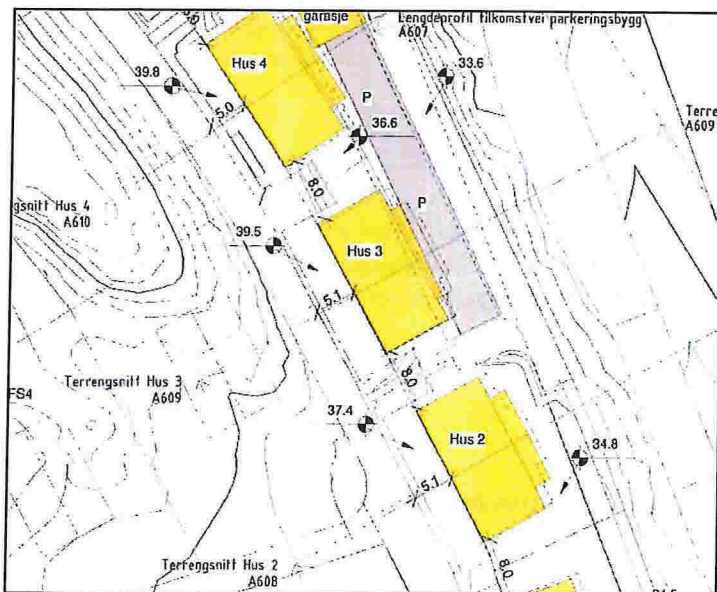 garasje
Lengdeprofil tilkomstvei parkeringsbygg
A607
Hus 4
39.8
33.6
5.0
P
36.6
A609
8.0
gsnitt Hus 4
A610
P
39.5
Hus 3
5.1
Terrengsnitt Hus 3
A609
8.0
FS4
37.4
Hus 2
34.8
5.1
Terrengsnitt Hus 2
A608
8.0